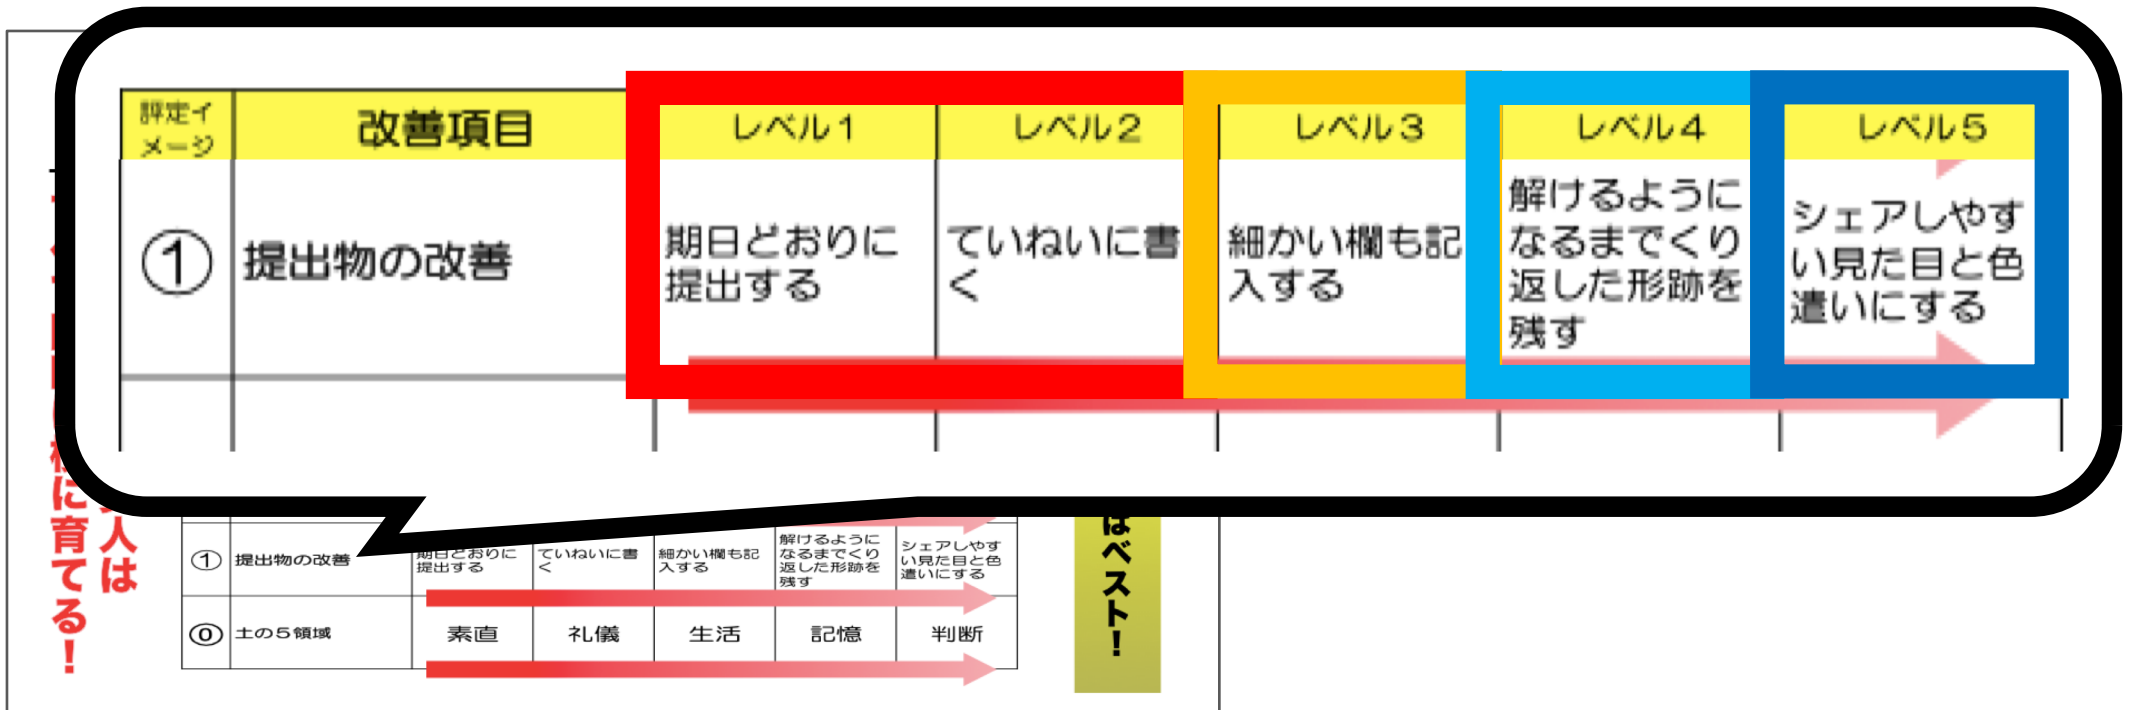 評定イ
メージ
改善項目
レベル1
レベル2
レベル3
レベル4
レベル5
①
提出物の改善
期日どおりに
提出する
ていねいに書
く
細かい欄も記
入する
解けるように
なるまでくり
返した形跡を
残す
シェアしやす
い見た目と色
遣いにする
人は
に育てる！
はベスト！
①
提出物の改善
期日どおりに
提出する
ていねいに書
く
細かい欄も記
入する
解けるように
なるまでくり
返した形跡を
残す
シェアしやす
い見た目と色
遣いにする
⓪
土の5領域
素直
礼儀
生活
記憶
判断